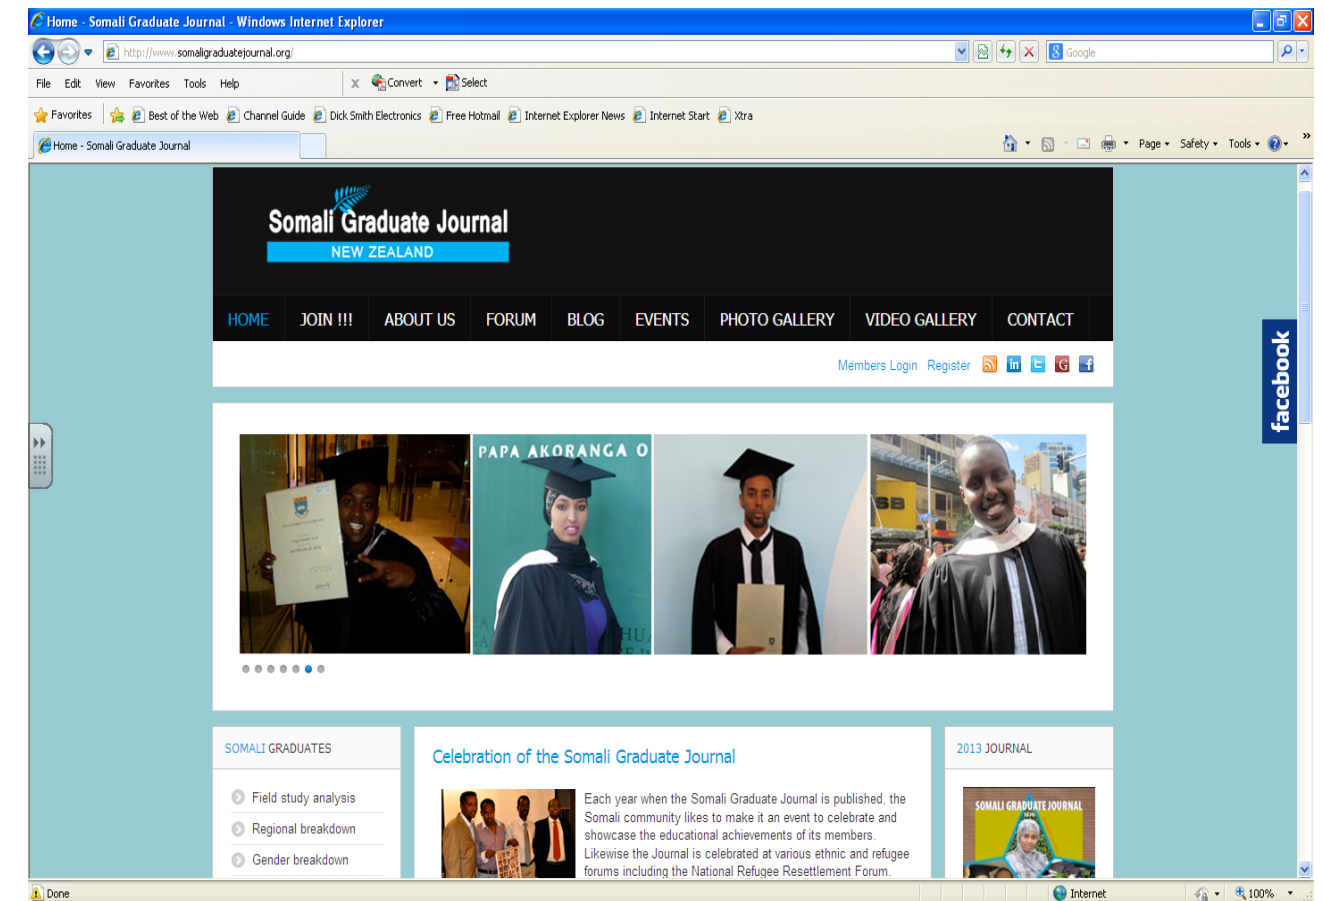 Home - Somali Graduate Journal - Windows Internet Explorer
http://www.somaligraduatejournal.org/
Google
File Edit View Favorites Tools Help
x Convert Select
Favorites Best of the Web Channel Guide Dick Smith Electronics Free Hotmail Internet Explorer News Internet Start Xtra
Home - Somali Graduate Journal
Page Safety Tools
Somali Graduate Journal
NEW ZEALAND
HOME JOIN !!! ABOUT US FORUM BLOG EVENTS PHOTO GALLERY VIDEO GALLERY CONTACT
Members Login Register
facebook
PAPA AKORANGA O
SB
SOMALI GRADUATES
Field study analysis
Regional breakdown
Gender breakdown
Celebration of the Somali Graduate Journal
Each year when the Somali Graduate Journal is published, the
Somali community likes to make it an event to celebrate and
showcase the educational achievements of its members.
Likewise the Journal is celebrated at various ethnic and refugee
forums including the National Refugee Resettlement Forum.
2013 JOURNAL
SOMALI GRADUATE JOURNAL
Done
Internet
100%